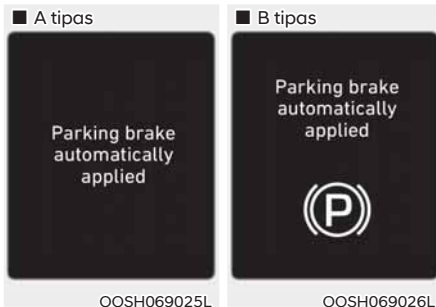 ■ A tipas
Parking brake
automatically
applied
OOSH069025L
■ B tipas
Parking brake
automatically
applied
P
OOSH069026L